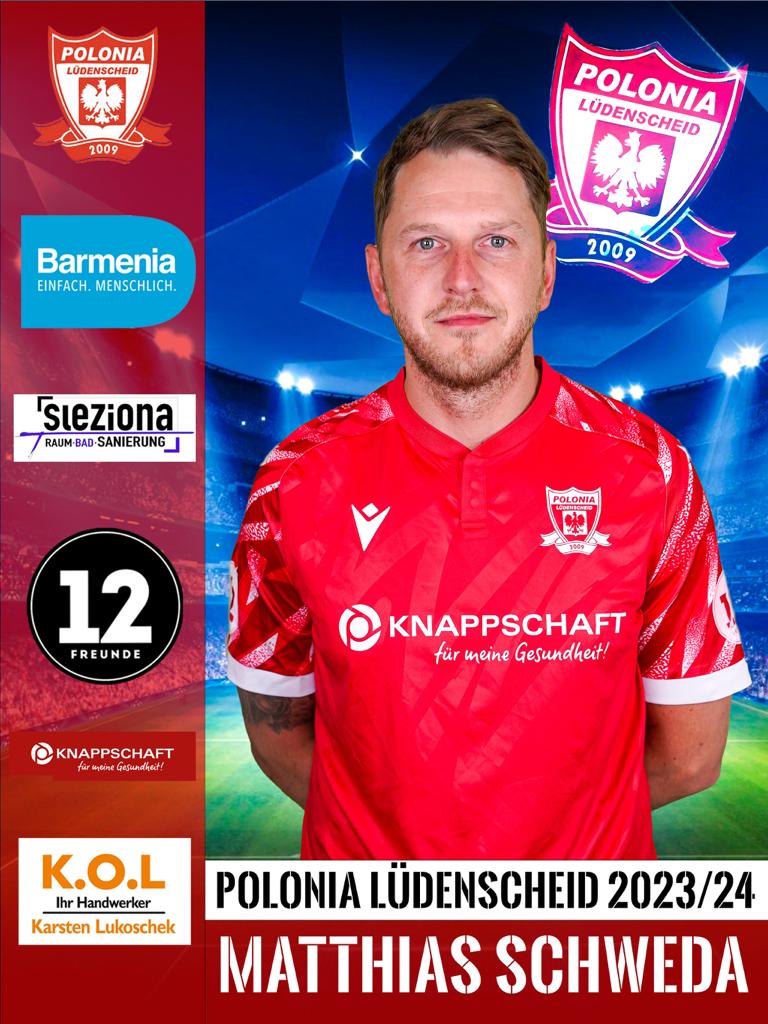 POLONIA
LÜDENSCHEID
2009
Barmenia
EINFACH. MENSCHLICH.
sleziona
RAUM·BAD·SANIERUNG
12
FREUNDE
KNAPPSCHAFT
für meine Gesundheit!
K.O.L
Ihr Handwerker
Karsten Lukoschek
POLONIA
LÜDENSCHEID
2009
POLONIA
LÜDENSCHEID
2009
KNAPPSCHAFT
für meine Gesundheit!
POLONIA LÜDENSCHEID 2023/24
MATTHIAS SCHWEDA